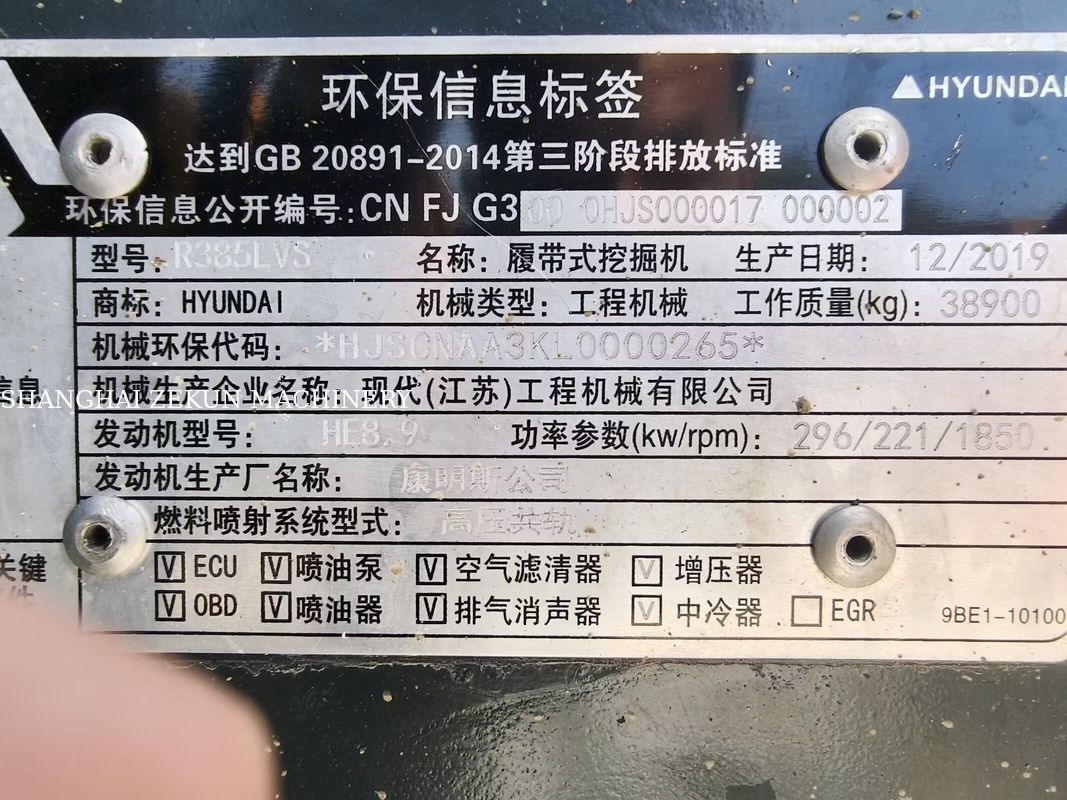 环保信息标签
HYUNDAI
达到GB 20891-2014第三阶段排放标准
环保信息公开编号:CN FJ G3 00 0HJS000017 000002
型号: R385LVS 名称: 履带式挖掘机 生产日期: 12/2019
商标: HYUNDAI 机械类型: 工程机械 工作质量(kg): 38900
机械环保代码: *HJSCNAA3KL0000265*
信息
机械生产企业名称 现代(江苏)工程机械有限公司
SHANGHAI ZEKUN MACHINERY
发动机型号: HE8.9 功率参数(kw/rpm): 296/221/1850
发动机生产厂名称: 康明斯公司
燃料喷射系统型式: 高压共轨
关键
V ECU V 喷油泵 V 空气滤清器 V 增压器
V OBD V 喷油器 V 排气消声器 V 中冷器 EGR 9BE1-10100